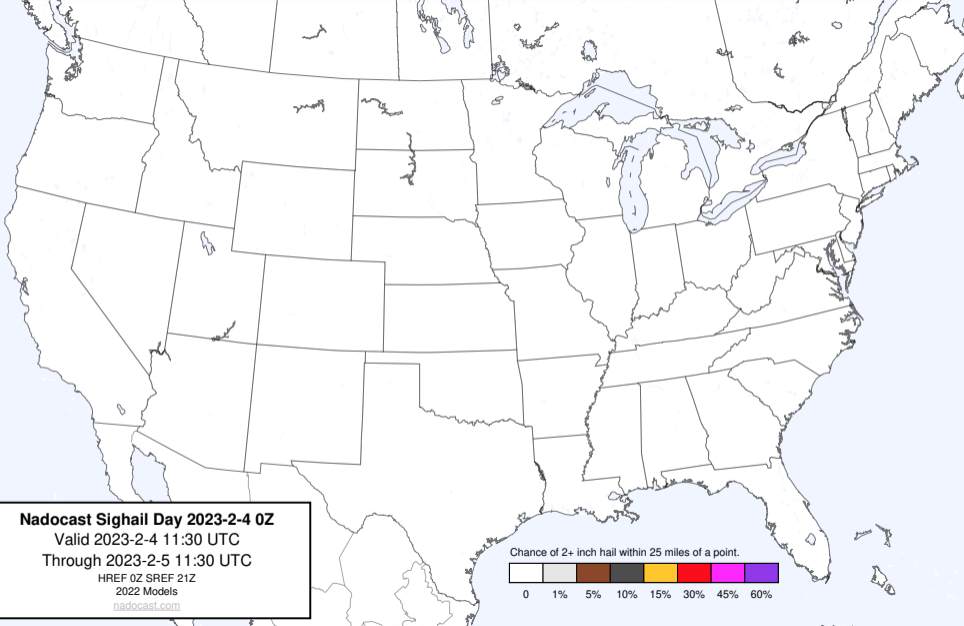 Nadocast Sighail Day 2023-2-4 0Z
Valid 2023-2-4 11:30 UTC
Through 2023-2-5 11:30 UTC
HREF 0Z SREF 21Z
2022 Models
nadocast.com
Chance of 2+ inch hail within 25 miles of a point.
0 1% 5% 10% 15% 30% 45% 60%